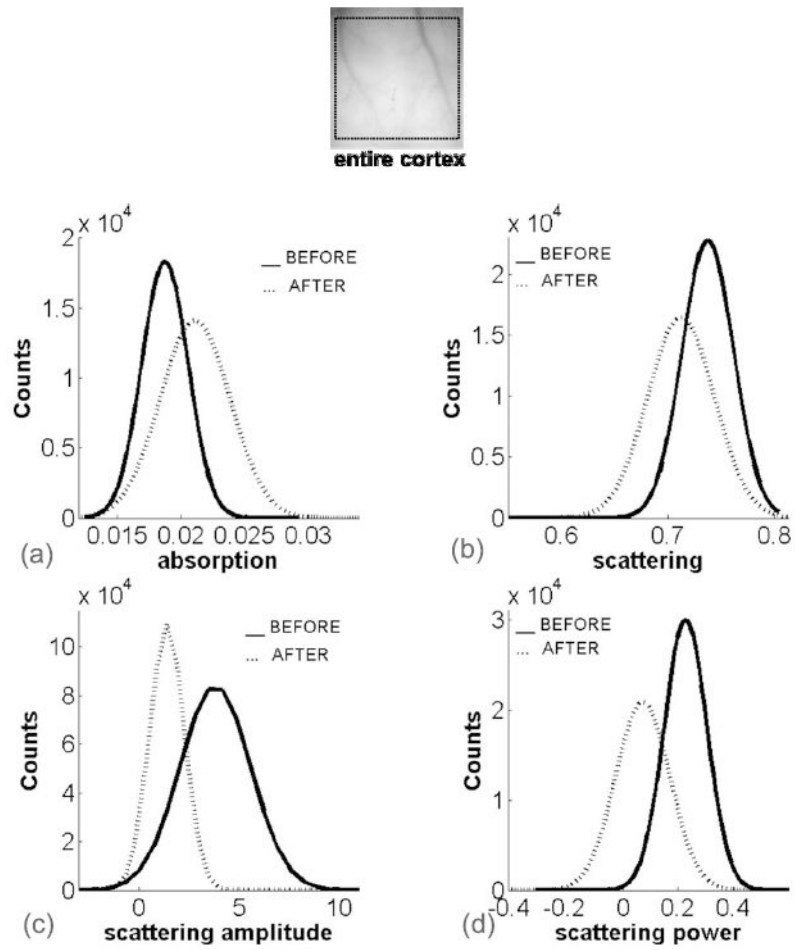 entire cortex
x 10^4
Counts
2
1.5
1
0.5
0
BEFORE
AFTER
0.015 0.02 0.025 0.03
(a) absorption
x 10^4
Counts
2.5
2
1.5
1
0.5
0
BEFORE
AFTER
0.6 0.7 0.8
(b) scattering
x 10^4
Counts
10
8
6
4
2
0
BEFORE
AFTER
0 5 10
(c) scattering amplitude
x 10^4
Counts
3
2
1
0
BEFORE
AFTER
-0.4 -0.2 0 0.2 0.4
(d) scattering power